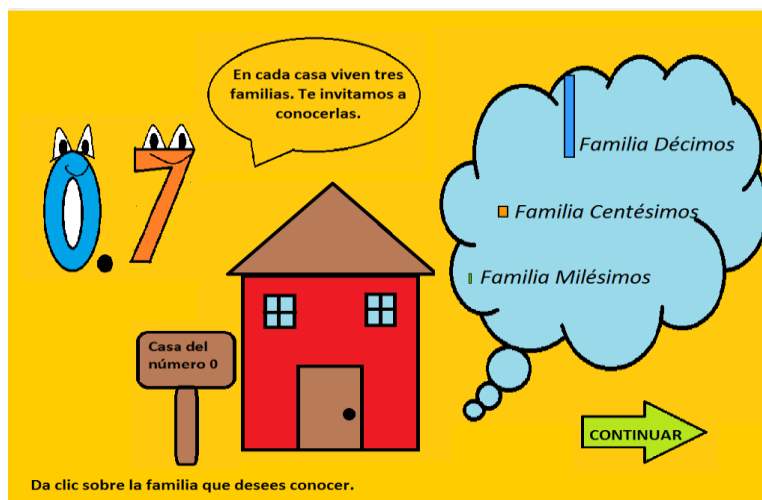 En cada casa viven tres
familias. Te invitamos a
conocerlas.
0.7
Familia Décimos
Familia Centésimos
Familia Milésimos
Casa del
número 0
CONTINUAR
Da clic sobre la familia que desees conocer.